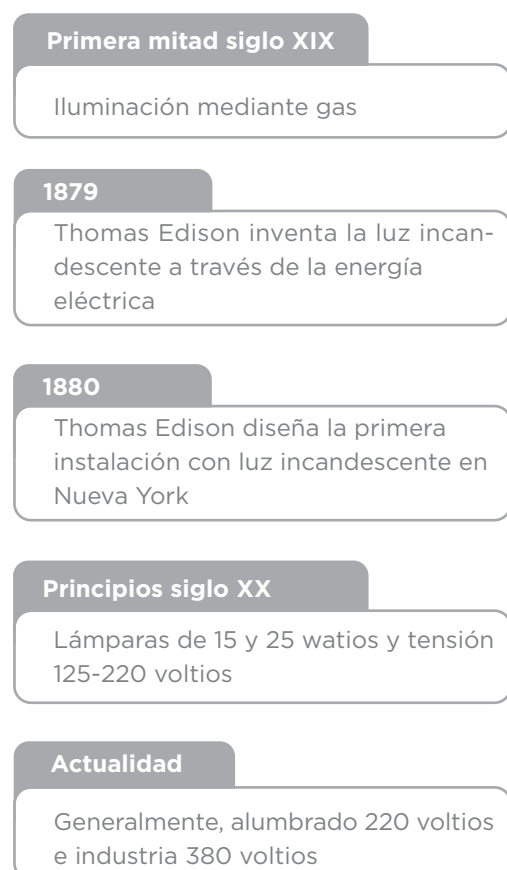 Primera mitad siglo XIX
Iluminación mediante gas
1879
Thomas Edison inventa la luz incan-
descente a través de la energía
eléctrica
1880
Thomas Edison diseña la primera
instalación con luz incandescente en
Nueva York
Principios siglo XX
Lámparas de 15 y 25 watios y tensión
125-220 voltios
Actualidad
Generalmente, alumbrado 220 voltios
e industria 380 voltios